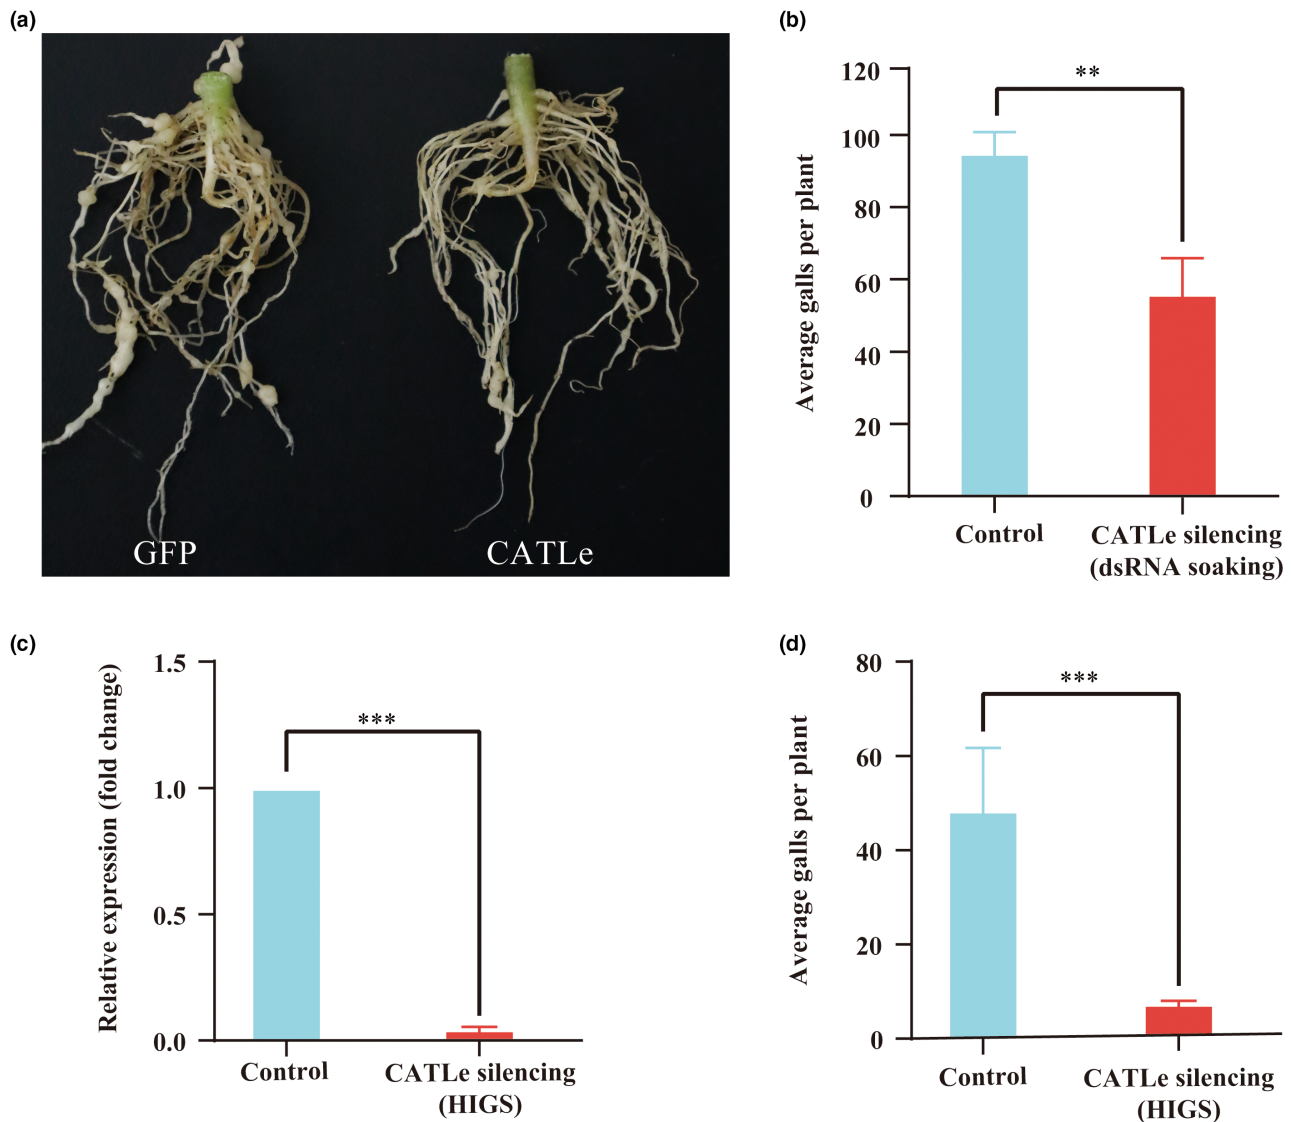 (a)
GFP
CATLe
(b)
Average galls per plant
120
100
80
60
40
20
0
**
Control
CATLe silencing
(dsRNA soaking)
(c)
Relative expression (fold change)
1.5
1.0
0.5
0.0
***
Control
CATLe silencing
(HIGS)
(d)
Average galls per plant
80
60
40
20
0
***
Control
CATLe silencing
(HIGS)